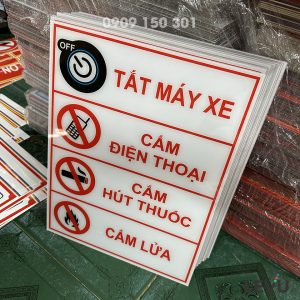 0909 150 301
OFF
TẮT MÁY XE
CẤM
ĐIỆN THOẠI
CẤM
HÚT THUỐC
CẤM LỬA